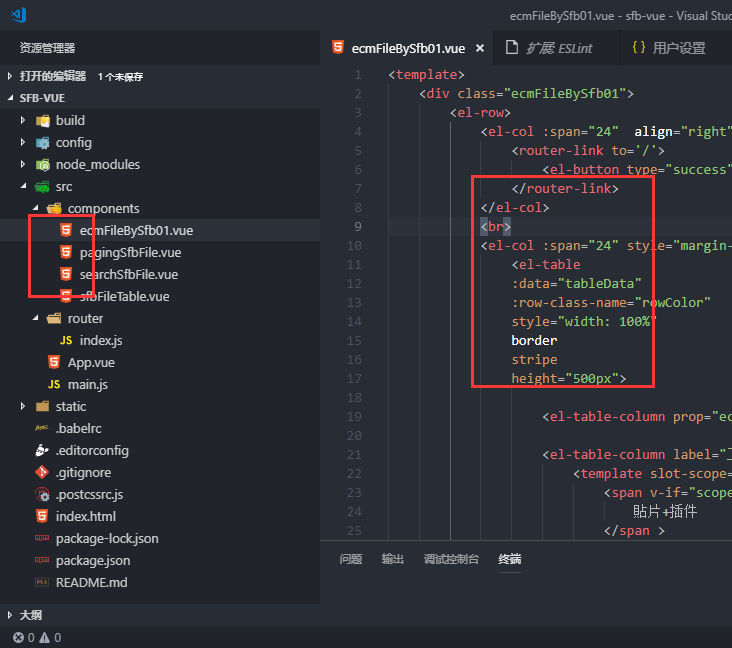 ecmFileBySfb01.vue - sfb-vue - Visual Stud
资源管理器
打开的编辑器 1 个未保存
SFB-VUE
build
config
node_modules
src
components
ecmFileBySfb01.vue
pagingSfbFile.vue
searchSfbFile.vue
sfbFileTable.vue
router
JS index.js
App.vue
JS main.js
static
.babelrc
.editorconfig
.gitignore
.postcssrc.js
index.html
package-lock.json
package.json
README.md
大纲
0 0
ecmFileBySfb01.vue ×
扩展: ESLint
{ } 用户设置
1 <template>
2 <div class="ecmFileBySfb01">
3 <el-row>
4 <el-col :span="24" align="right"
5 <router-link to='/'>
6 <el-button type="success"
7 </router-link>
8 </el-col>
9 <br>
10 <el-col :span="24" style="margin-
11 <el-table
12 :data="tableData"
13 :row-class-name="rowColor"
14 style="width: 100%"
15 border
16 stripe
17 height="500px">
18
19 <el-table-column prop="ec
20
21 <el-table-column label="
22 <template slot-scope=
23 <span v-if="scope
24 貼片+插件
25 </span >
问题 输出 调试控制台 终端